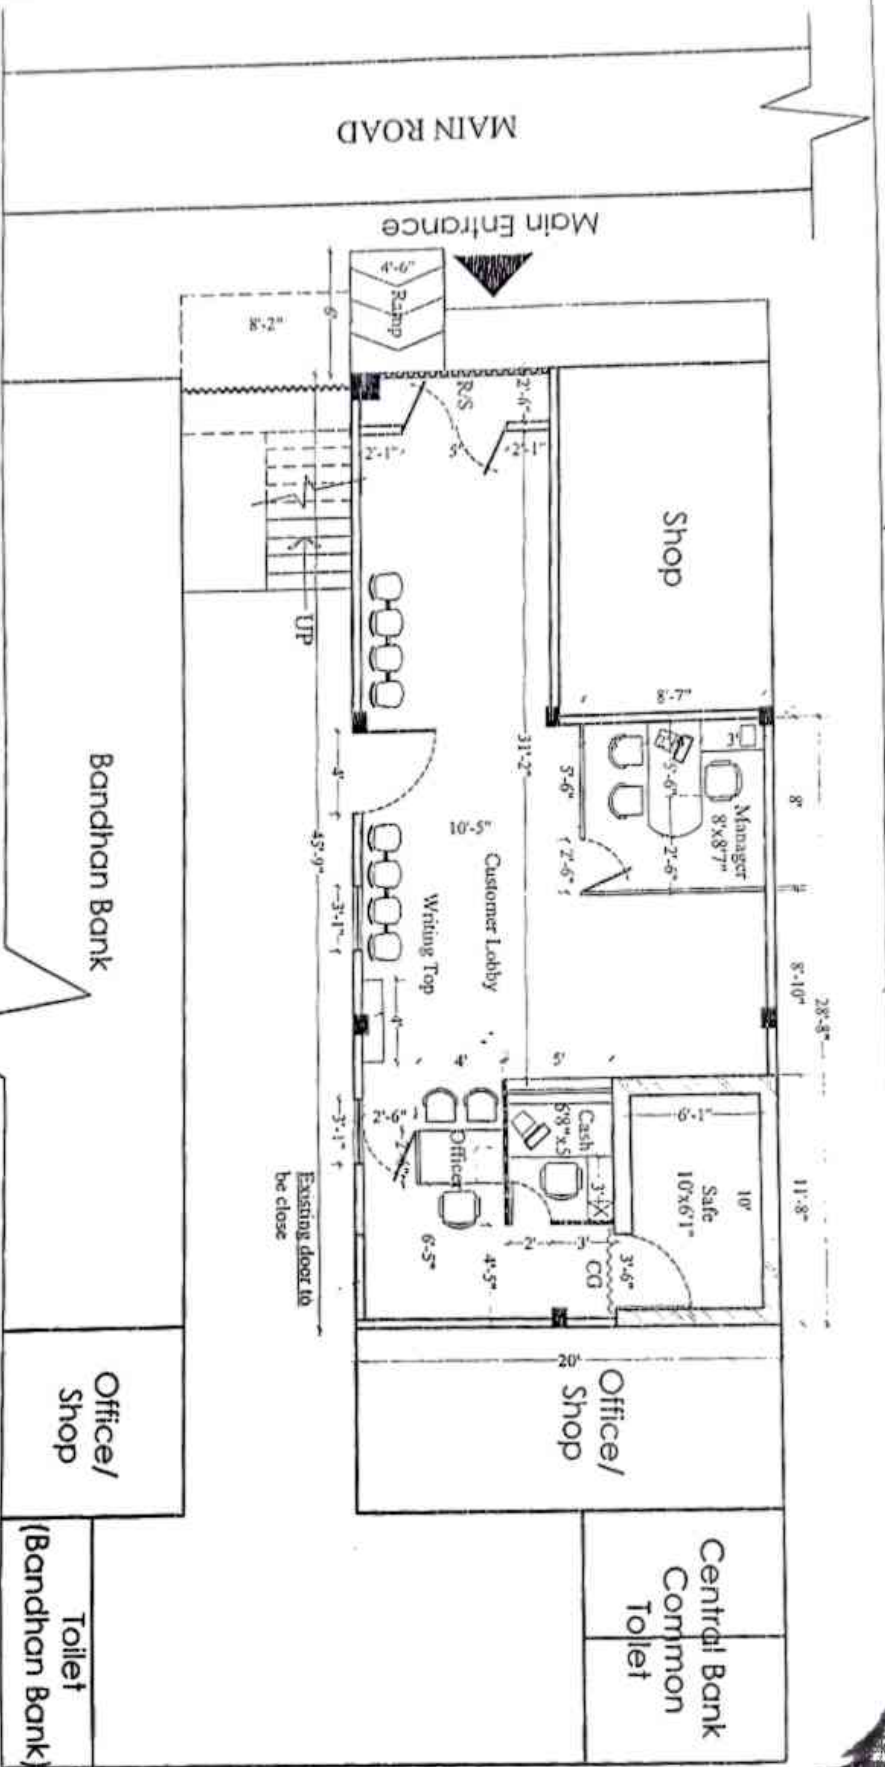 MAIN ROAD
Main Entrance
4'-6"
Ramp
6'
8'-2"
R/S
2'-6"
2'-1"
5'
2'-1"
Shop
UP
8'-7"
31'-2"
4'
45'-9"
5'-6"
2'-6"
3'
5'-6"
2'-6"
Manager
8'x8'7"
8"
8'-10"
28'-8"
11'-8"
10'-5"
Customer Lobby
Writing Top
3'-1"
4'
4'
5'
3'-1"
2'-6"
Officer
6'-5"
4'-5"
Cash
6'8"x5
3'
2'
3'
CG
3'-6"
6'-1"
10'
Safe
10'x6'1"
Existing door to
be close
20'
Bandhan Bank
Office/
Shop
Office/
Shop
Toilet
(Bandhan Bank)
Central Bank
Common
Toilet